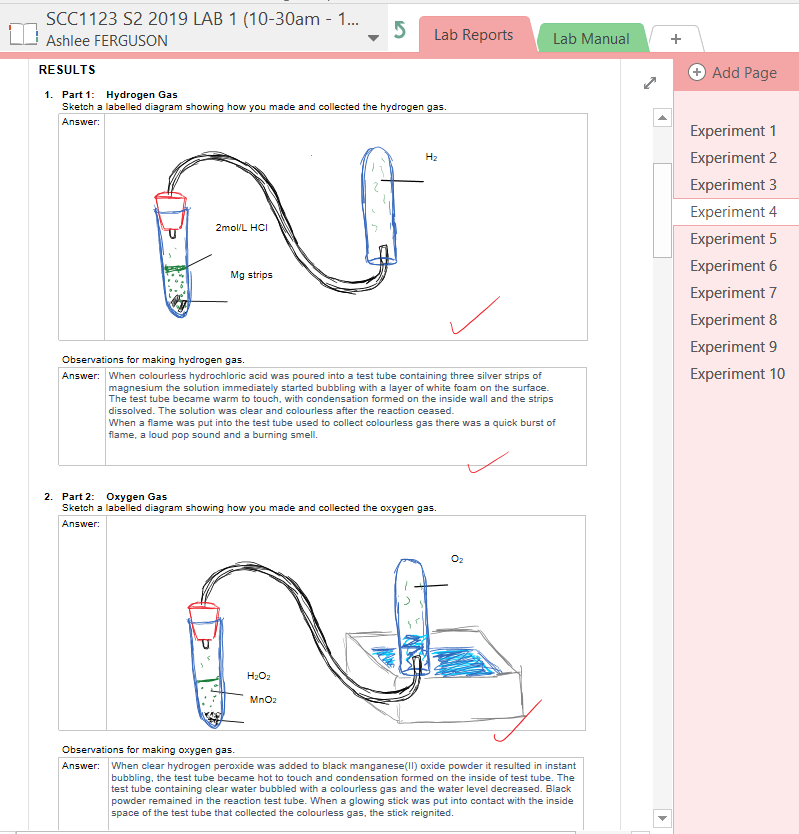 SCC1123 S2 2019 LAB 1 (10-30am - 1...
Ashlee FERGUSON
Lab Reports
Lab Manual
+
Add Page
Experiment 1
Experiment 2
Experiment 3
Experiment 4
Experiment 5
Experiment 6
Experiment 7
Experiment 8
Experiment 9
Experiment 10
RESULTS
1. Part 1: Hydrogen Gas
Sketch a labelled diagram showing how you made and collected the hydrogen gas.
Answer:
H₂
2mol/L HCl
Mg strips
Observations for making hydrogen gas.
Answer: When colourless hydrochloric acid was poured into a test tube containing three silver strips of
magnesium the solution immediately started bubbling with a layer of white foam on the surface.
The test tube became warm to touch, with condensation formed on the inside wall and the strips
dissolved. The solution was clear and colourless after the reaction ceased.
When a flame was put into the test tube used to collect colourless gas there was a quick burst of
flame, a loud pop sound and a burning smell.
2. Part 2: Oxygen Gas
Sketch a labelled diagram showing how you made and collected the oxygen gas.
Answer:
O₂
H₂O₂
MnO₂
Observations for making oxygen gas.
Answer: When clear hydrogen peroxide was added to black manganese(II) oxide powder it resulted in instant
bubbling, the test tube became hot to touch and condensation formed on the inside of test tube. The
test tube containing clear water bubbled with a colourless gas and the water level decreased. Black
powder remained in the reaction test tube. When a glowing stick was put into contact with the inside
space of the test tube that collected the colourless gas, the stick reignited.